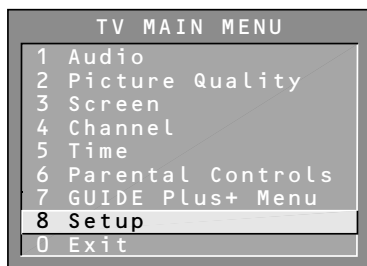 TV MAIN MENU
1 Audio
2 Picture Quality
3 Screen
4 Channel
5 Time
6 Parental Controls
7 GUIDE Plus+ Menu
8 Setup
0 Exit